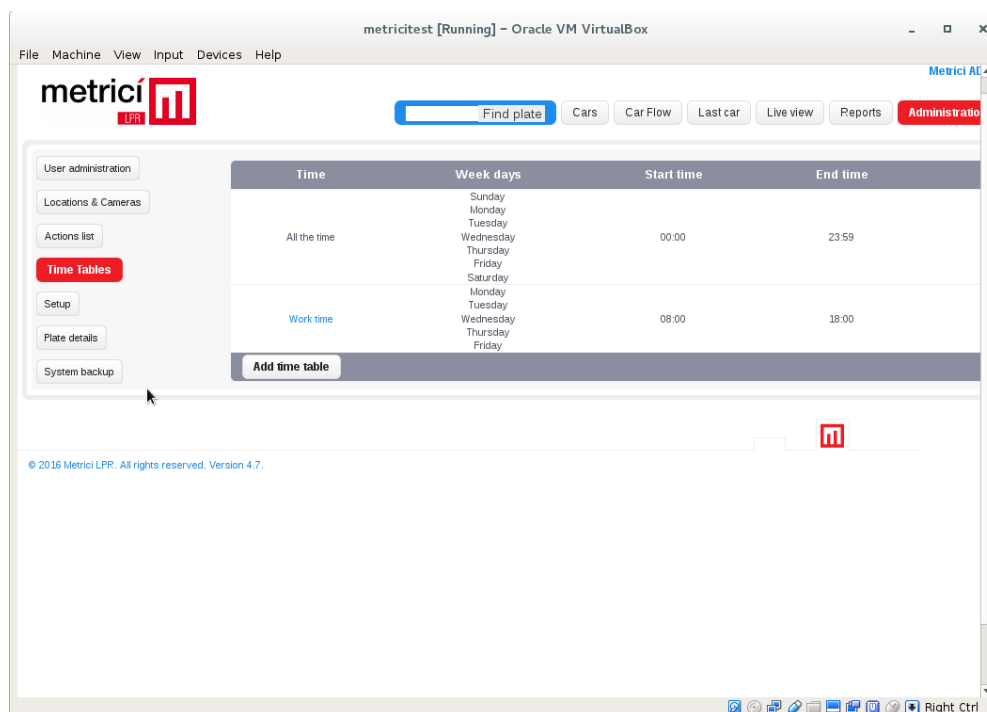 metricitest [Running] – Oracle VM VirtualBox
File Machine View Input Devices Help
Metrici AD
metricí
LPR
Find plate
Cars
Car Flow
Last car
Live view
Reports
Administratio
User administration
Locations & Cameras
Actions list
Time Tables
Setup
Plate details
System backup
Time Week days Start time End time
Sunday
Monday
Tuesday
All the time Wednesday 00:00 23:59
Thursday
Friday
Saturday
Monday
Tuesday
Work time Wednesday 08:00 18:00
Thursday
Friday
Add time table
© 2016 Metrici LPR. All rights reserved. Version 4.7.
Right Ctrl